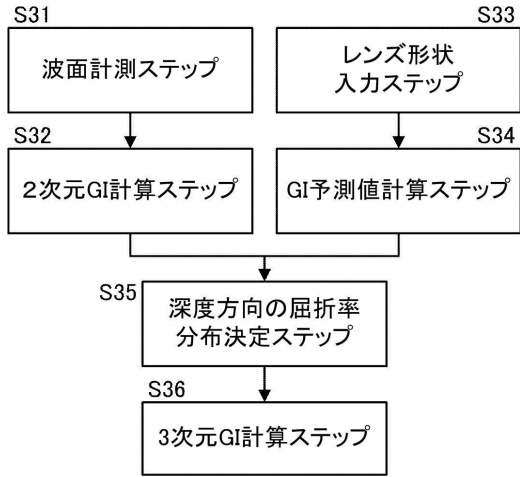 S31
波面計測ステップ
S33
レンズ形状
入力ステップ
S32
2次元GI計算ステップ
S34
GI予測値計算ステップ
S35
深度方向の屈折率
分布決定ステップ
S36
3次元GI計算ステップ